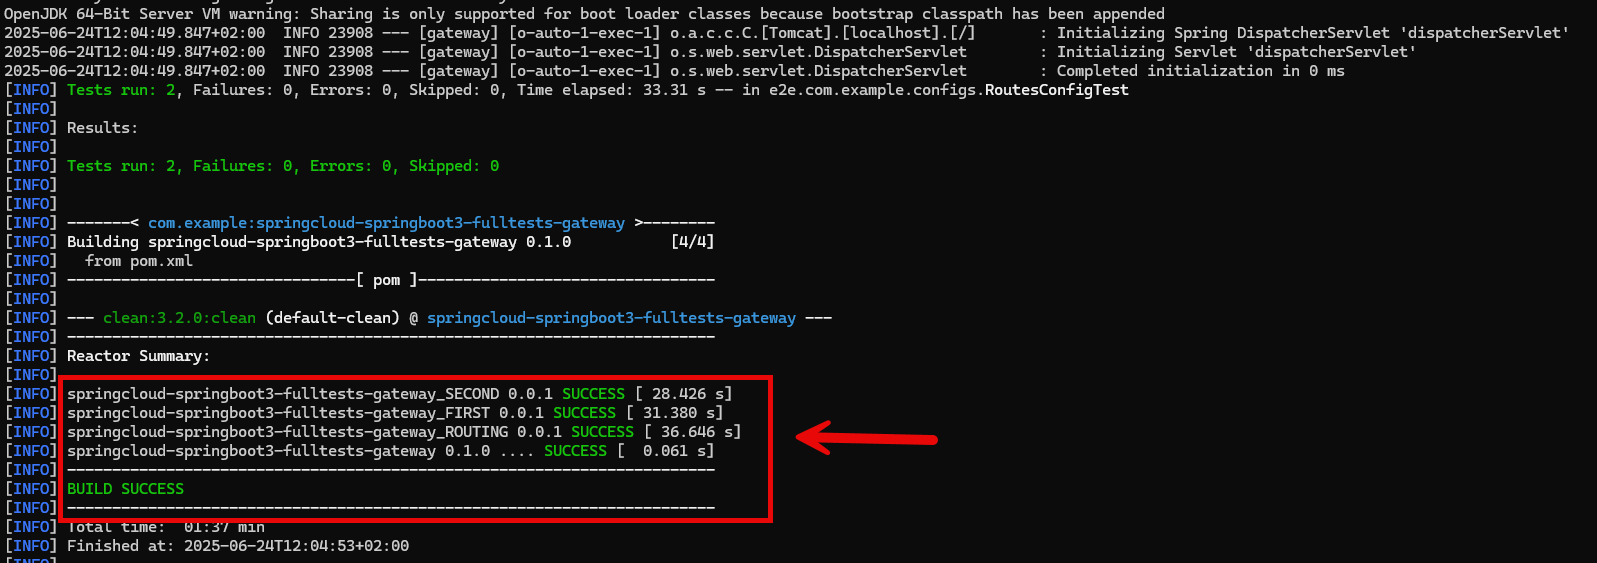 OpenJDK 64-Bit Server VM warning: Sharing is only supported for boot loader classes because bootstrap classpath has been appended
2025-06-24T12:04:49.847+02:00  INFO 23908 --- [gateway] [o-auto-1-exec-1] o.a.c.c.C.[Tomcat].[localhost].[/]       : Initializing Spring DispatcherServlet 'dispatcherServlet'
2025-06-24T12:04:49.847+02:00  INFO 23908 --- [gateway] [o-auto-1-exec-1] o.s.web.servlet.DispatcherServlet        : Initializing Servlet 'dispatcherServlet'
2025-06-24T12:04:49.847+02:00  INFO 23908 --- [gateway] [o-auto-1-exec-1] o.s.web.servlet.DispatcherServlet        : Completed initialization in 0 ms
[INFO] Tests run: 2, Failures: 0, Errors: 0, Skipped: 0, Time elapsed: 33.31 s -- in e2e.com.example.configs.RoutesConfigTest
[INFO]
[INFO] Results:
[INFO]
[INFO] Tests run: 2, Failures: 0, Errors: 0, Skipped: 0
[INFO]
[INFO]
[INFO] -------< com.example:springcloud-springboot3-fulltests-gateway >--------
[INFO] Building springcloud-springboot3-fulltests-gateway 0.1.0           [4/4]
[INFO]   from pom.xml
[INFO] --------------------------------[ pom ]---------------------------------
[INFO]
[INFO] --- clean:3.2.0:clean (default-clean) @ springcloud-springboot3-fulltests-gateway ---
[INFO] ------------------------------------------------------------------------
[INFO] Reactor Summary:
[INFO]
[INFO] springcloud-springboot3-fulltests-gateway_SECOND 0.0.1 SUCCESS [ 28.426 s]
[INFO] springcloud-springboot3-fulltests-gateway_FIRST 0.0.1 SUCCESS [ 31.380 s]
[INFO] springcloud-springboot3-fulltests-gateway_ROUTING 0.0.1 SUCCESS [ 36.646 s]
[INFO] springcloud-springboot3-fulltests-gateway 0.1.0 .... SUCCESS [  0.061 s]
[INFO] ------------------------------------------------------------------------
[INFO] BUILD SUCCESS
[INFO] ------------------------------------------------------------------------
[INFO] Total time:  01:37 min
[INFO] Finished at: 2025-06-24T12:04:53+02:00